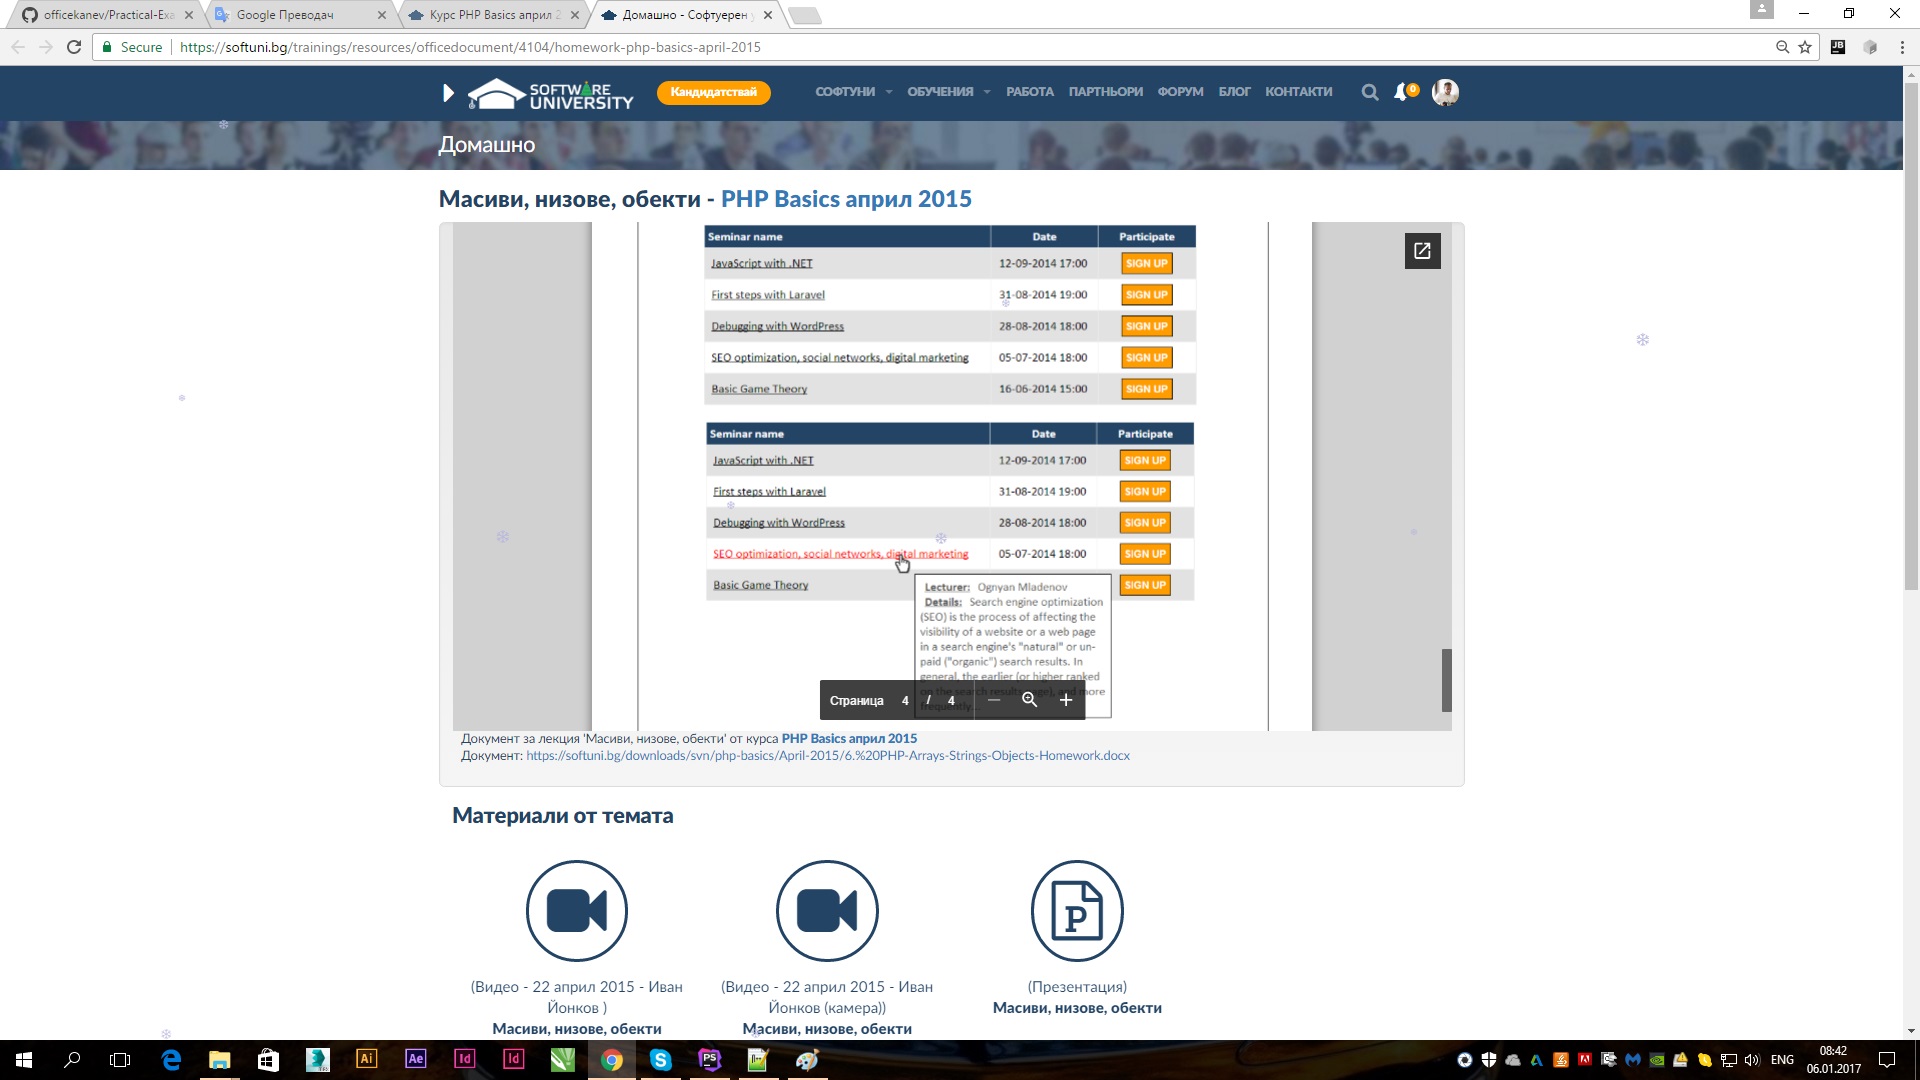 officekanev/Practical-Exa
Google Преводач
Курс PHP Basics април 2
Домашно - Софтуерен
Secure
https://softuni.bg/trainings/resources/officedocument/4104/homework-php-basics-april-2015
SOFTWARE UNIVERSITY
Кандидатствай
СОФТУНИ
ОБУЧЕНИЯ
РАБОТА
ПАРТНЬОРИ
ФОРУМ
БЛОГ
КОНТАКТИ
0
Домашно
Масиви, низове, обекти - PHP Basics април 2015
Seminar name Date Participate
JavaScript with .NET 12-09-2014 17:00 SIGN UP
First steps with Laravel 31-08-2014 19:00 SIGN UP
Debugging with WordPress 28-08-2014 18:00 SIGN UP
SEO optimization, social networks, digital marketing 05-07-2014 18:00 SIGN UP
Basic Game Theory 16-06-2014 15:00 SIGN UP
Seminar name Date Participate
JavaScript with .NET 12-09-2014 17:00 SIGN UP
First steps with Laravel 31-08-2014 19:00 SIGN UP
Debugging with WordPress 28-08-2014 18:00 SIGN UP
SEO optimization, social networks, digital marketing 05-07-2014 18:00 SIGN UP
Basic Game Theory SIGN UP
Lecturer: Ognyan Mladenov
Details: Search engine optimization
(SEO) is the process of affecting the
visibility of a website or a web page
in a search engine's "natural" or un-
paid ("organic") search results. In
general, the earlier (or higher ranked
on the search results page), and more
frequently...
Страница 4 / 4
Документ за лекция 'Масиви, низове, обекти' от курса PHP Basics април 2015
Документ: https://softuni.bg/downloads/svn/php-basics/April-2015/6.%20PHP-Arrays-Strings-Objects-Homework.docx
Материали от темата
(Видео - 22 април 2015 - Иван
Йонков )
Масиви, низове, обекти
(Видео - 22 април 2015 - Иван
Йонков (камера))
Масиви, низове, обекти
P
(Презентация)
Масиви, низове, обекти
Ai
Ae
Id
Id
PS
ENG
08:42
06.01.2017